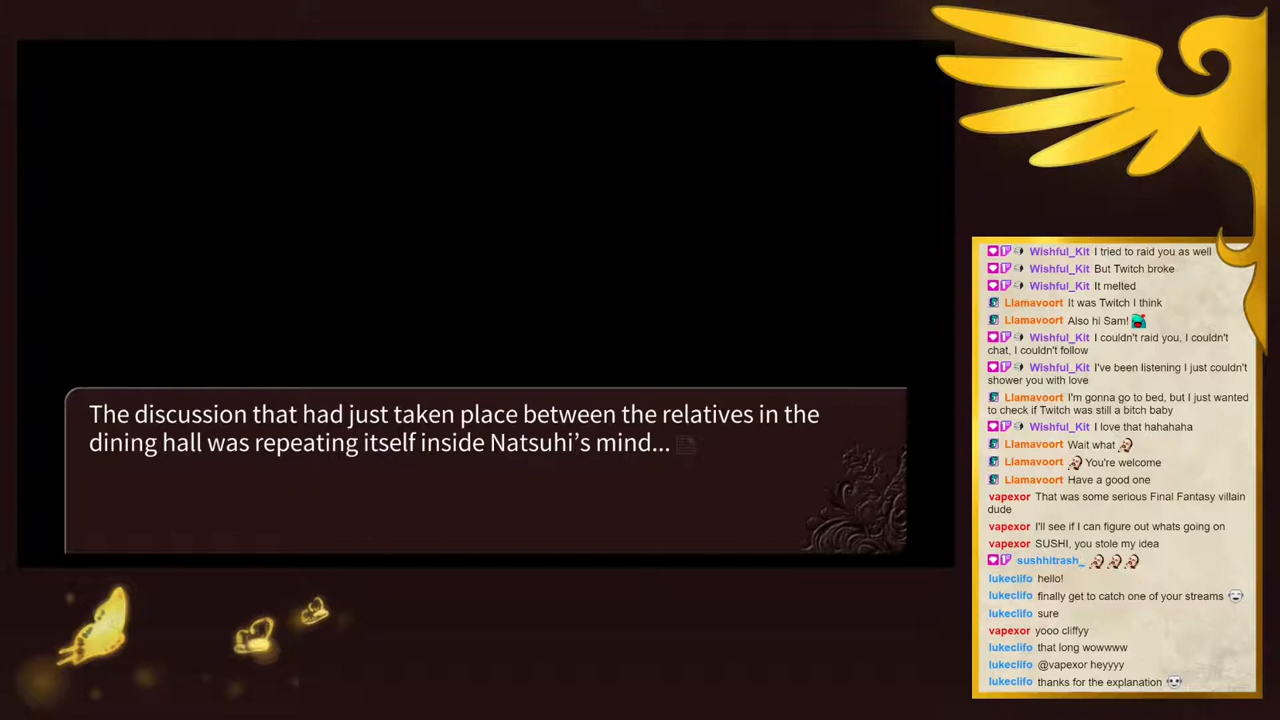 The discussion that had just taken place between the relatives in the
dining hall was repeating itself inside Natsuhi's mind...
Wishful_Kit I tried to raid you as well
Wishful_Kit But Twitch broke
Wishful_Kit It melted
Llamavoort It was Twitch I think
Llamavoort Also hi Sam!
Wishful_Kit I couldn't raid you, I couldn't
chat, I couldn't follow
Wishful_Kit I've been listening I just couldn't
shower you with love
Llamavoort I'm gonna go to bed, but I just wanted
to check if Twitch was still a bitch baby
Wishful_Kit I love that hahahaha
Llamavoort Wait what
Llamavoort You're welcome
Llamavoort Have a good one
vapexor That was some serious Final Fantasy villain
dude
vapexor I'll see if I can figure out whats going on
vapexor SUSHI, you stole my idea
sushhitrash_
lukeclifo hello!
lukeclifo finally get to catch one of your streams
lukeclifo sure
vapexor yooo cliffyy
lukeclifo that long wowwww
lukeclifo @vapexor heyyyy
lukeclifo thanks for the explanation